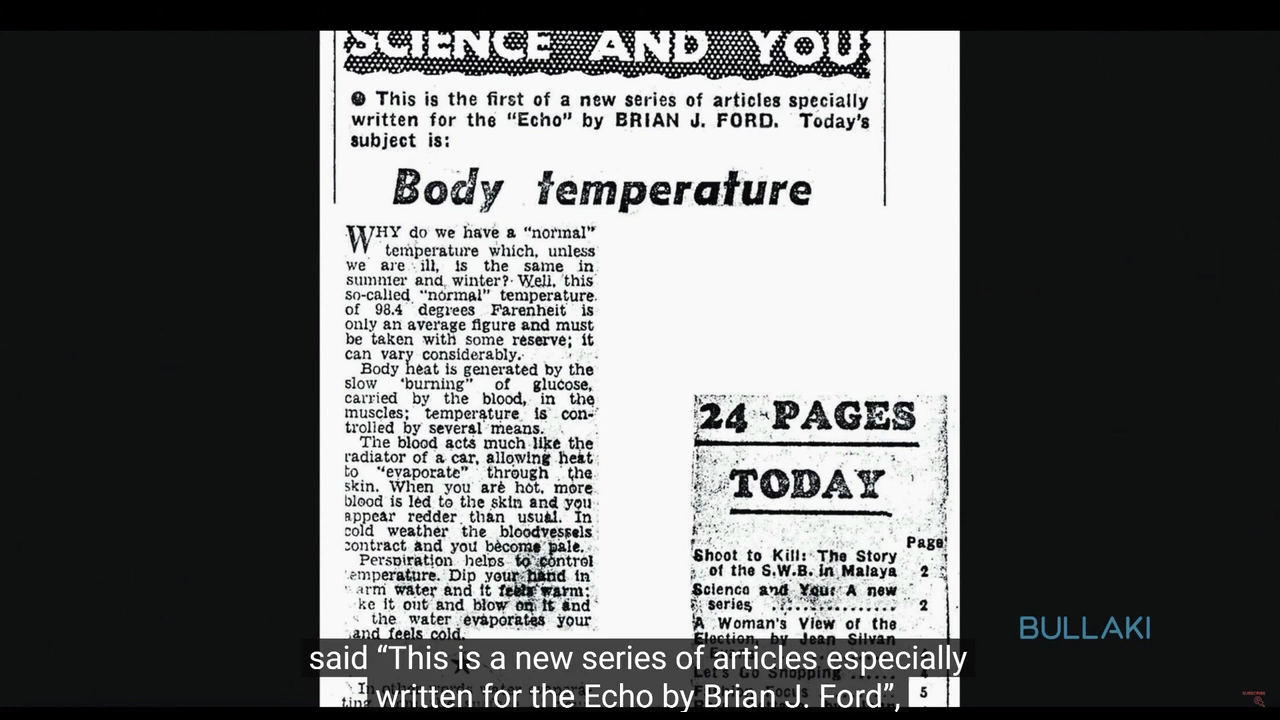 SCIENCE AND YOU
● This is the first of a new series of articles specially
written for the "Echo" by BRIAN J. FORD. Today's
subject is:
Body temperature
WHY do we have a "normal"
temperature which, unless
we are ill, is the same in
summer and winter? Well, this
so-called "normal" temperature
of 98.4 degrees Farenheit is
only an average figure and must
be taken with some reserve; it
can vary considerably.
Body heat is generated by the
slow 'burning" of glucose,
carried by the blood, in the
muscles; temperature is con-
trolled by several means.
The blood acts much like the
radiator of a car, allowing heat
to "evaporate" through the
skin. When you are hot, more
blood is led to the skin and you
appear redder than usual. In
cold weather the bloodvessels
contract and you become pale.
Perspiration helps to control
emperature. Dip your hand in
arm water and it feels warm;
ke it out and blow on it and
the water evaporates your
and feels cold.
24 PAGES
TODAY
Page
Shoot to Kill: The Story
of the S.W.B. in Malaya 2
Science and You: A new
series ................ 2
A Woman's View of the
Election, by Jean Silvan
Let's Go Shopping ......
5
BULLAKI
said “This is a new series of articles especially
written for the Echo by Brian J. Ford”,
SUBSCRIBE